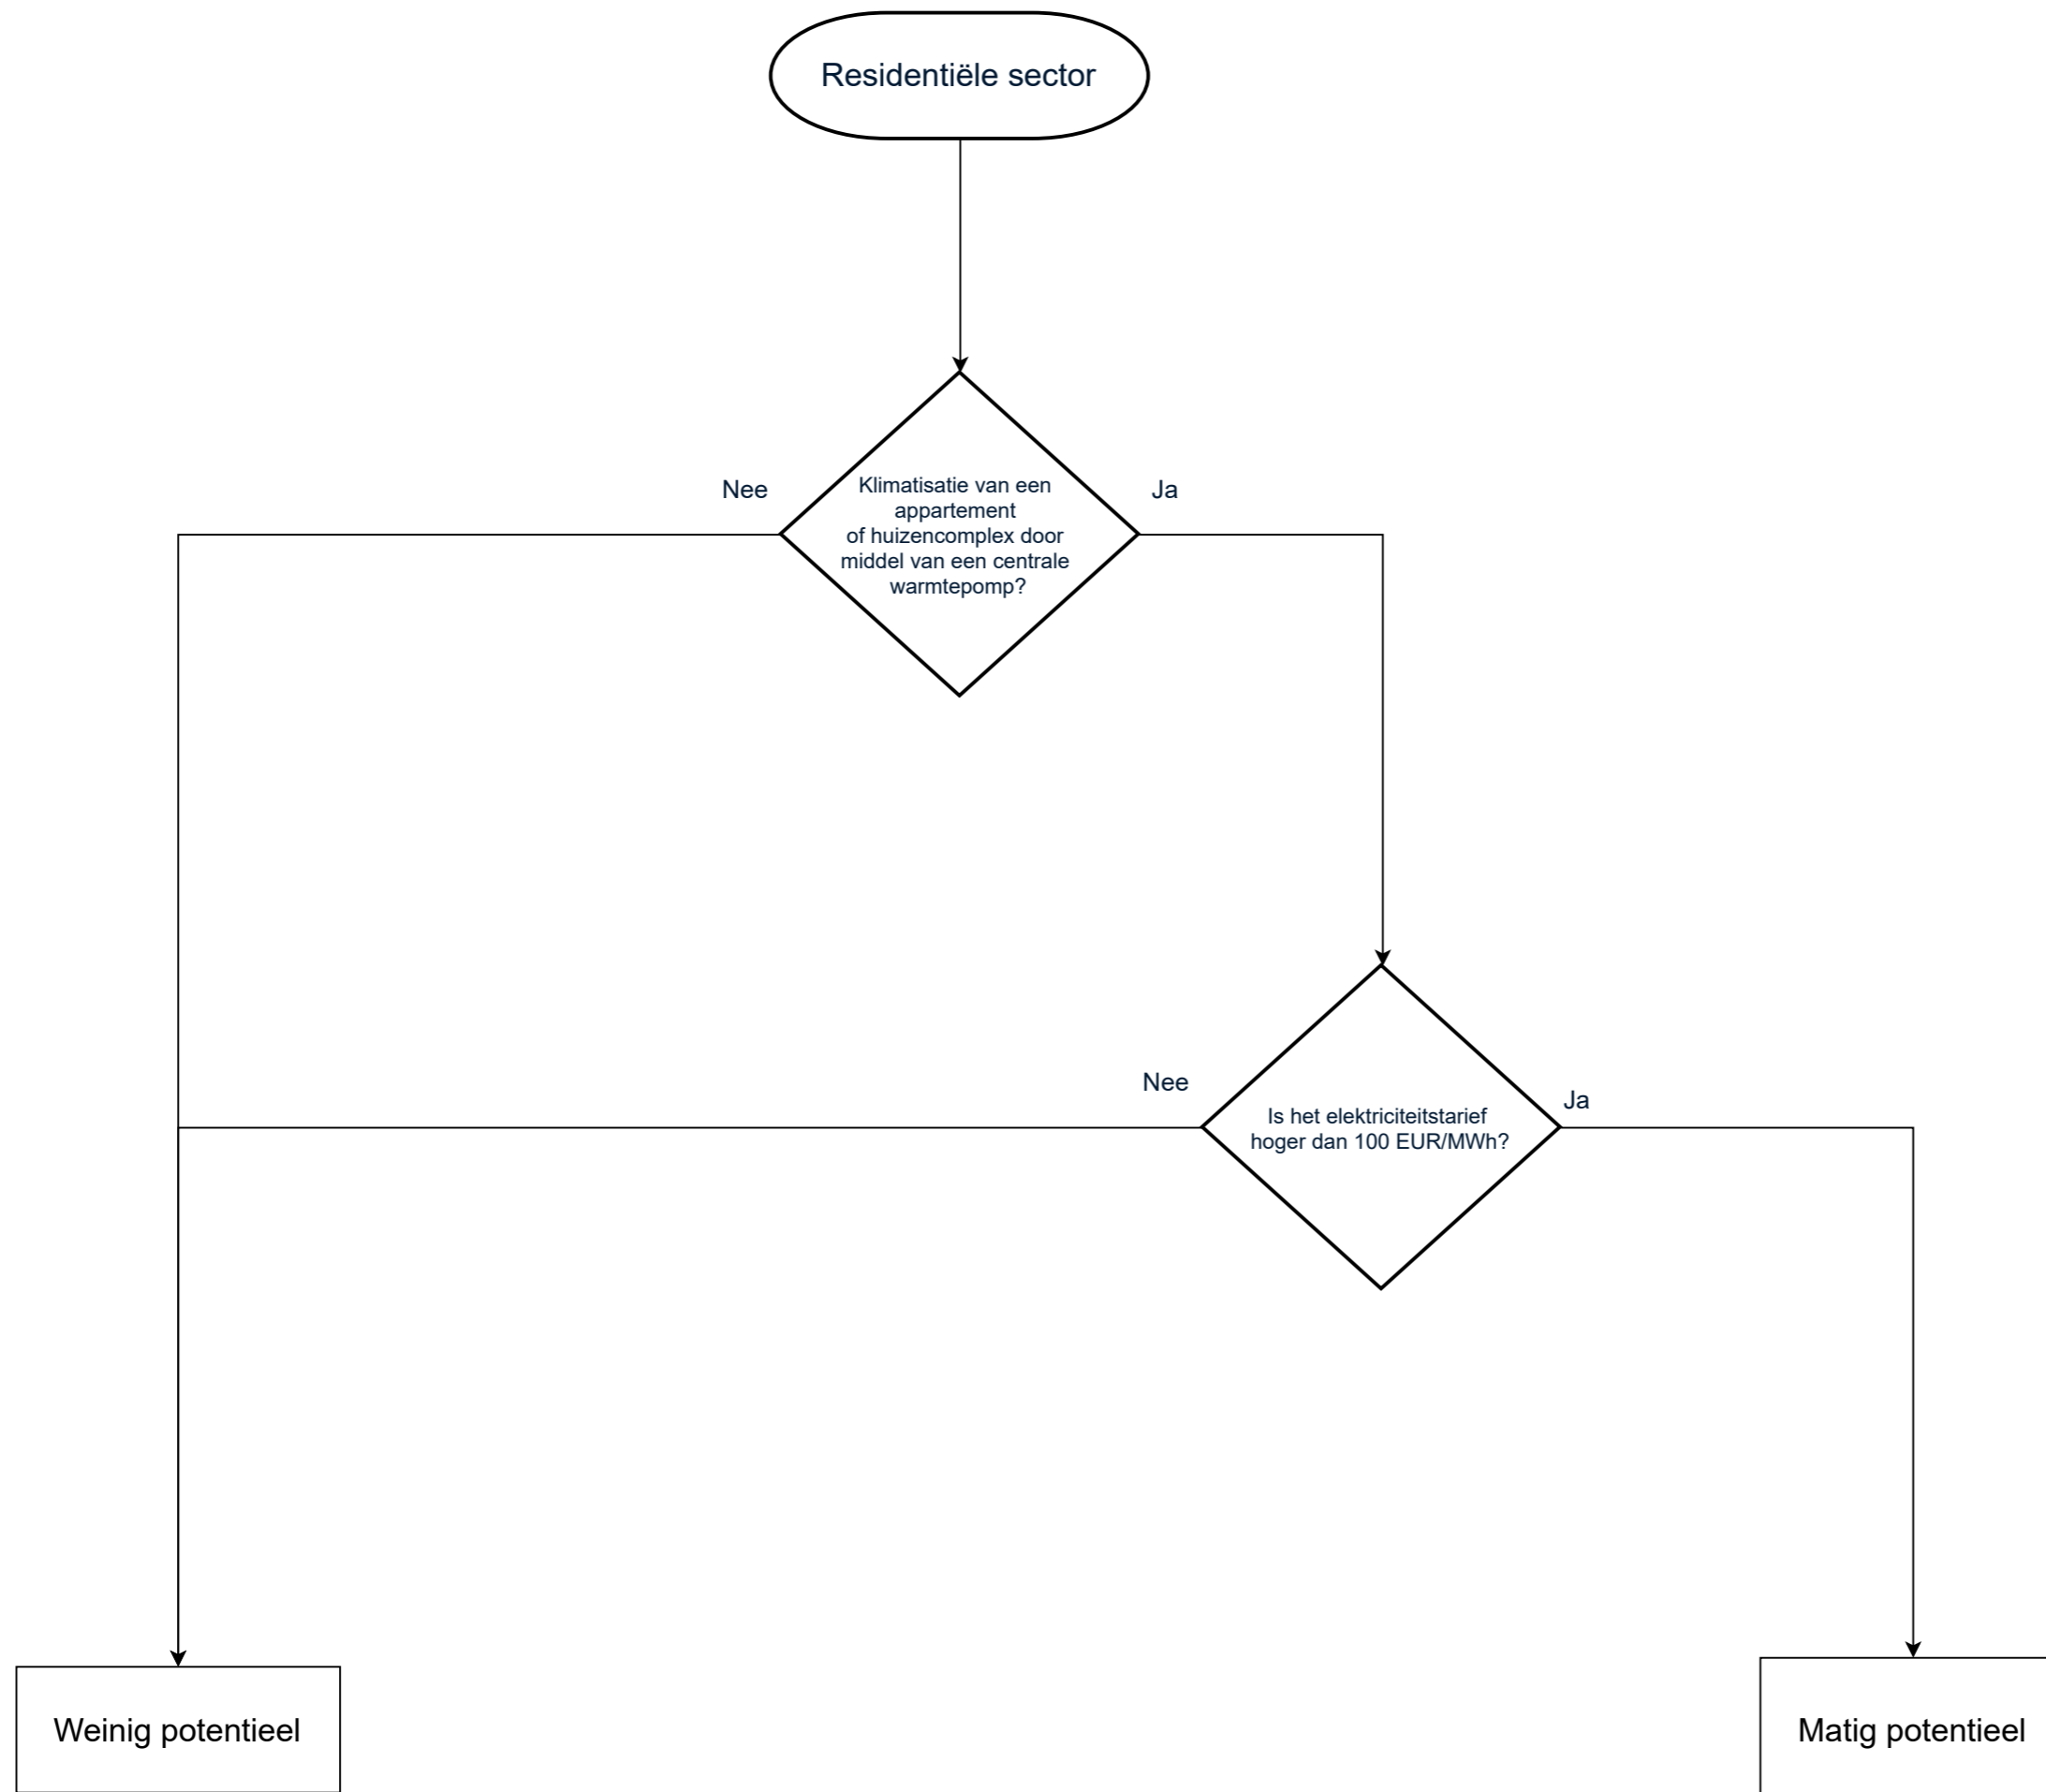 Residentiële sector
Nee
Klimatisatie van een
appartement
of huizencomplex door
middel van een centrale
warmtepomp?
Ja
Nee
Is het elektriciteitstarief
hoger dan 100 EUR/MWh?
Ja
Weinig potentieel
Matig potentieel